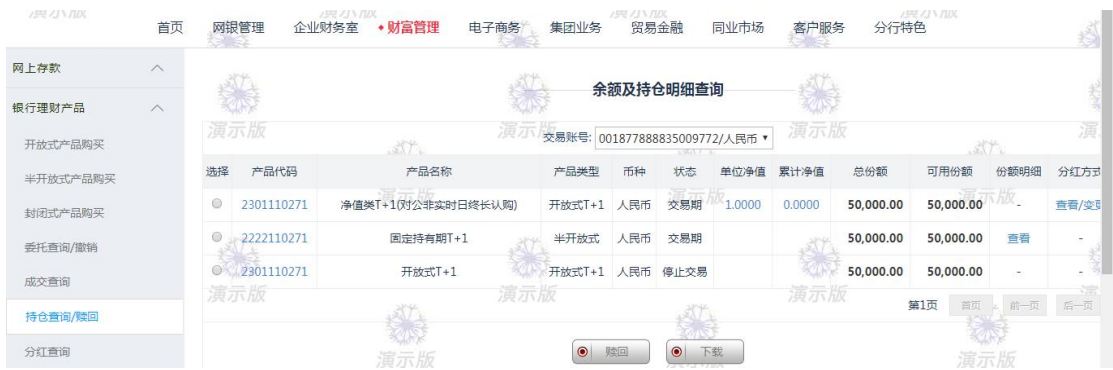 首页 网银管理 企业财务室 财富管理 电子商务 集团业务 贸易金融 同业市场 客户服务 分行特色
网上存款
银行理财产品
开放式产品购买
半开放式产品购买
封闭式产品购买
委托查询/撤销
成交查询
持仓查询/赎回
分红查询
余额及持仓明细查询
交易账号: 001877888835009772/人民币
选择 产品代码 产品名称 产品类型 币种 状态 单位净值 累计净值 总份额 可用份额 份额明细 分红方式
2301110271 净值类T+1(对公非实时日终长认购) 开放式T+1 人民币 交易期 1.0000 0.0000 50,000.00 50,000.00 - 查看/变更
2222110271 固定持有期T+1 半开放式 人民币 交易期 50,000.00 50,000.00 查看 -
2301110271 开放式T+1 开放式T+1 人民币 停止交易 50,000.00 50,000.00 - -
第1页 首页 前一页 后一页
赎回 下载
演示版